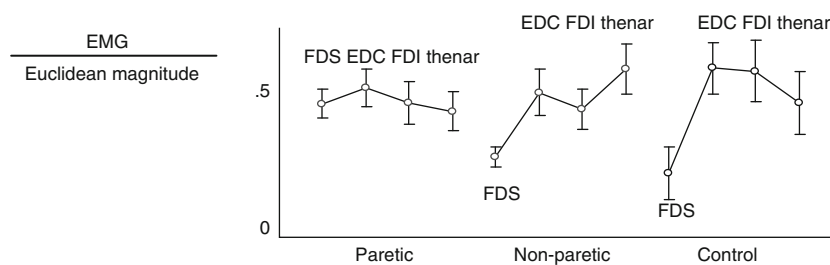 EMG
Euclidean magnitude
.5
0
FDS EDC FDI thenar
FDS
EDC FDI thenar
FDS
EDC FDI thenar
Paretic
Non-paretic
Control